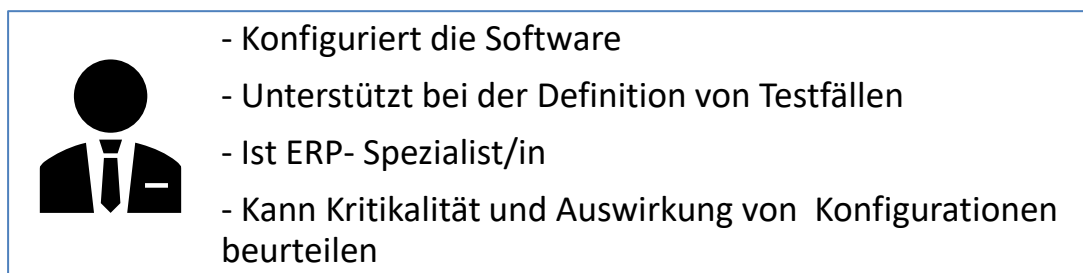 - Konfiguriert die Software
- Unterstützt bei der Definition von Testfällen
- Ist ERP- Spezialist/in
- Kann Kritikalität und Auswirkung von  Konfigurationen
beurteilen